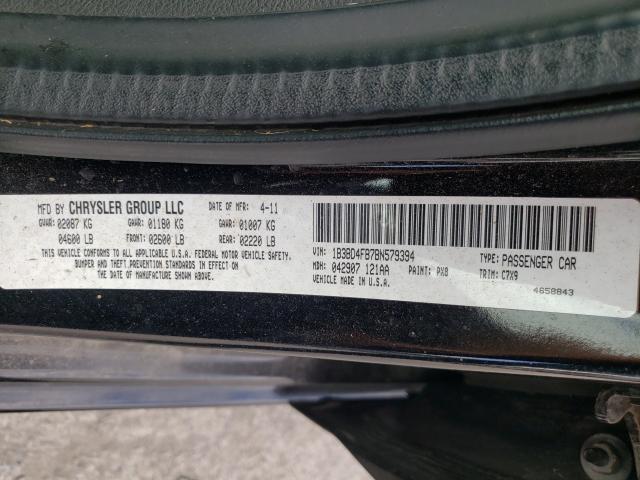 MFD BY CHRYSLER GROUP LLC DATE OF MFR: 4-11
GVWR: 02087 KG GAWR: 01180 KG GAWR: 01007 KG
04600 LB FRONT: 02600 LB REAR: 02220 LB
THIS VEHICLE CONFORMS TO ALL APPLICABLE U.S.A. FEDERAL MOTOR VEHICLE SAFETY,
BUMPER AND THEFT PREVENTION STANDARDS IN EFFECT ON THE
DATE OF MANUFACTURE SHOWN ABOVE.
VIN: 1B3BD4FB7BN579394 TYPE: PASSENGER CAR
MDH: 042907 121AA PAINT: PX8 TRIM: C7X9
VEHICLE MADE IN U.S.A. 4658843